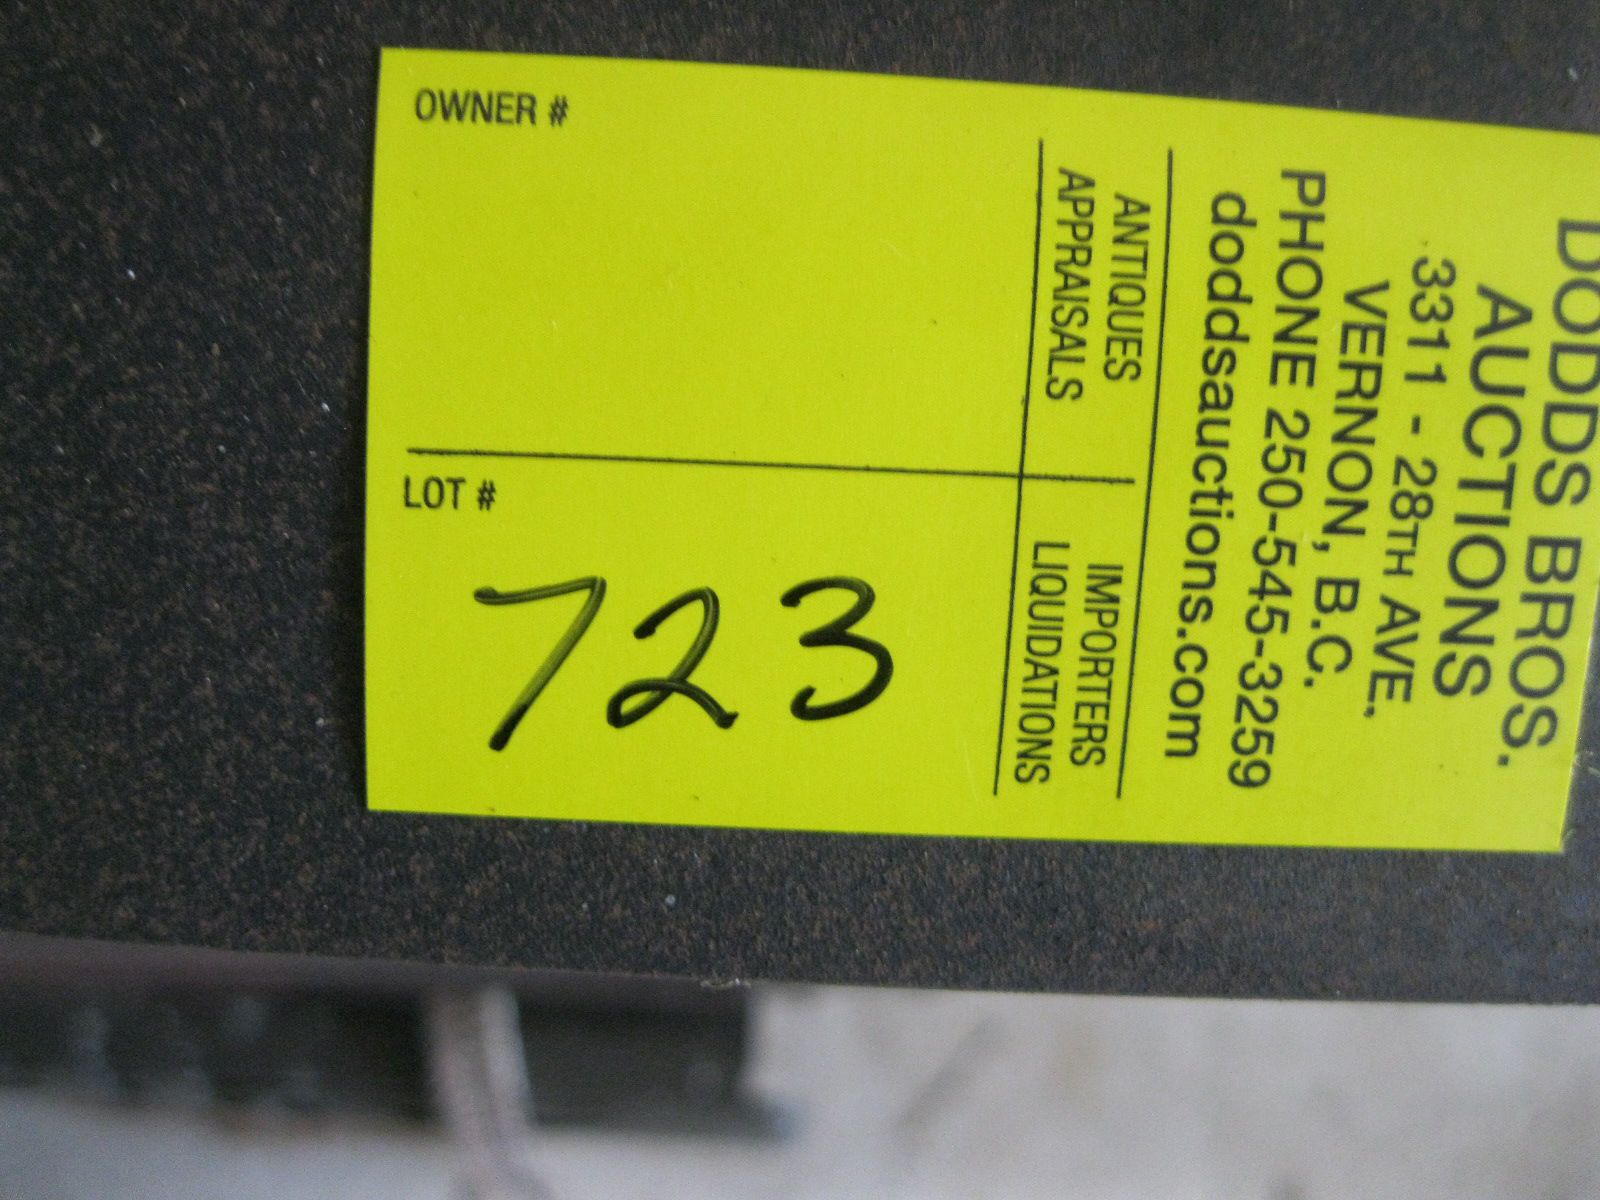 DODDS BROS.
AUCTIONS
3311 - 28TH AVE.
VERNON, B.C.
PHONE 250-545-3259
doddsauctions.com
ANTIQUES IMPORTERS
APPRAISALS LIQUIDATIONS
OWNER #
LOT #
723